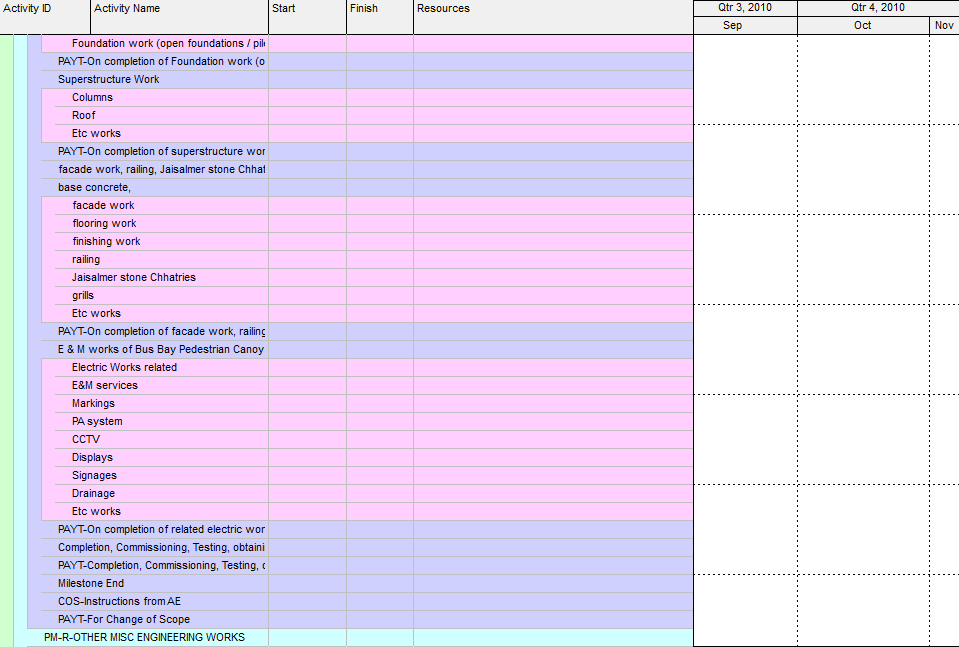 Activity ID Activity Name Start Finish Resources Qtr 3, 2010 Qtr 4, 2010
Sep Oct Nov
Foundation work (open foundations / pil
PAYT-On completion of Foundation work (o
Superstructure Work
Columns
Roof
Etc works
PAYT-On completion of superstructure wor
facade work, railing, Jaisalmer stone Chhat
base concrete,
facade work
flooring work
finishing work
railing
Jaisalmer stone Chhatries
grills
Etc works
PAYT-On completion of facade work, railing
E & M works of Bus Bay Pedestrian Canoy
Electric Works related
E&M services
Markings
PA system
CCTV
Displays
Signages
Drainage
Etc works
PAYT-On completion of related electric wor
Completion, Commissioning, Testing, obtaini
PAYT-Completion, Commissioning, Testing, o
Milestone End
COS-Instructions from AE
PAYT-For Change of Scope
PM-R-OTHER MISC ENGINEERING WORKS